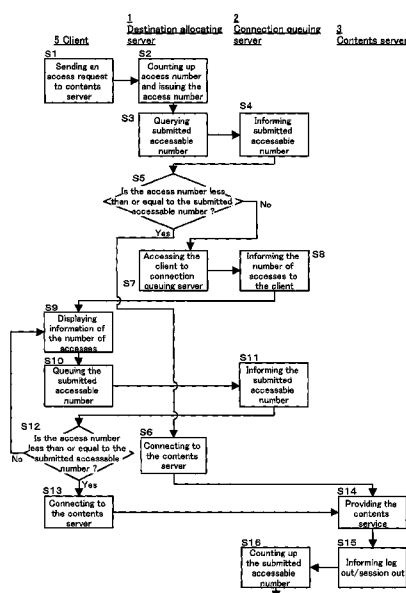 5 Client
1
Destination allocating
server
2
Connection queuing
server
3
Contents server
S1
Sending an
access request
to contents
server
S2
Counting up
access number
and issuing the
access number
S3
Querying
submitted
accessable
number
S4
Informing
submitted
accessable
number
S5
Is the access number less
than or equal to the submitted
accessable number ?
No
Yes
S7
Accessing the
client to
connection
queuing server
S8
Informing the
number of
accesses to
the client
S9
Displaying
information of
the number of
accesses
S10
Queuing the
submitted
accessable
number
S11
Informing the
submitted
accessable
number
S12
Is the access number
less than or equal to the
submitted accessable
number ?
No
Yes
S6
Connecting to
the contents
server
S13
Connecting to
the contents
server
S14
Providing the
contents
service
S15
Informing log
out/session out
S16
Counting up
the submitted
accessable
number